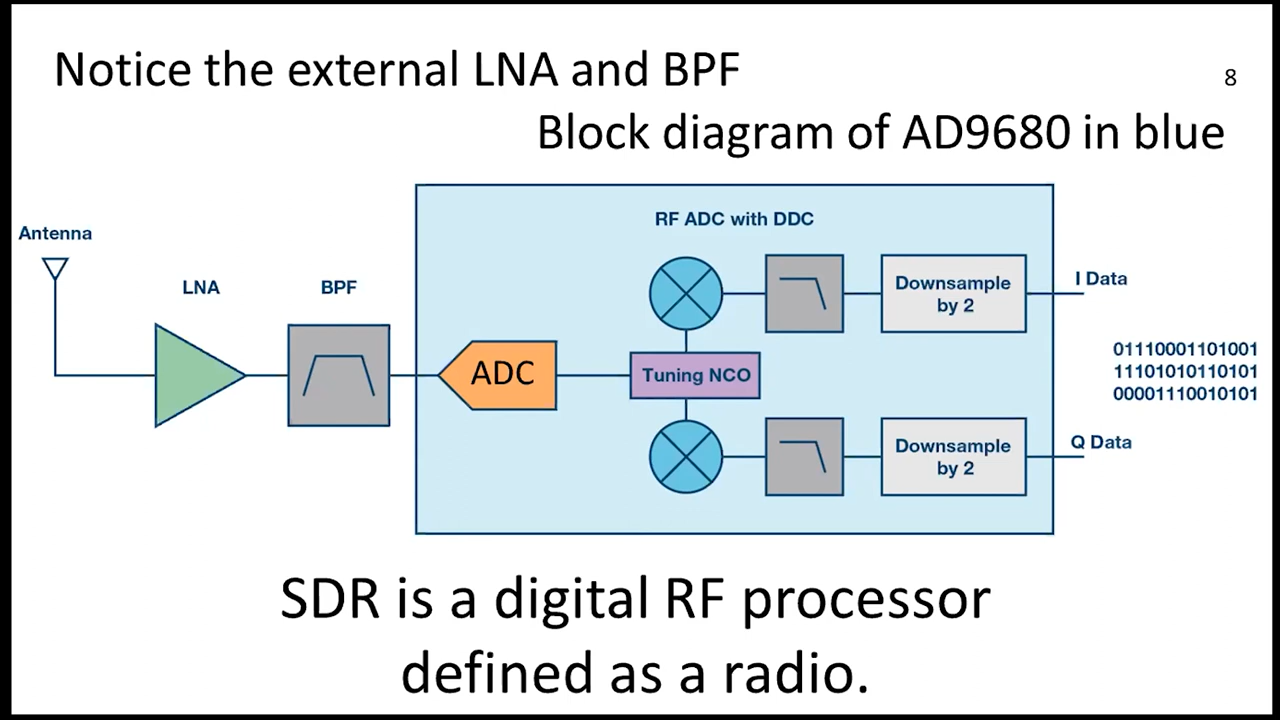 Notice the external LNA and BPF
8
Block diagram of AD9680 in blue
RF ADC with DDC
Antenna
LNA
BPF
ADC
Tuning NCO
Downsample
by 2
I Data
01110001101001
11101010110101
00001110010101
Downsample
by 2
Q Data
SDR is a digital RF processor
defined as a radio.